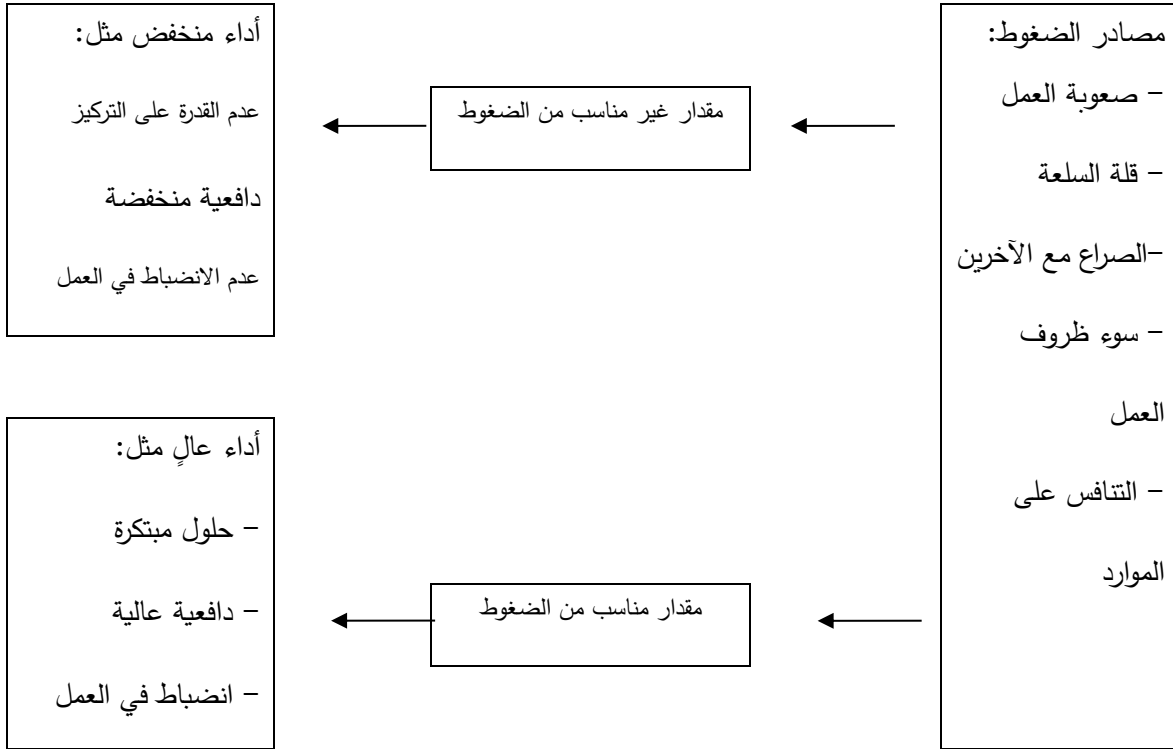 مصادر الضغوط:
– صعوبة العمل
– قلة السلعة
–الصراع مع الآخرين
– سوء ظروف
العمل
– التنافس على
الموارد
مقدار غير مناسب من الضغوط
أداء منخفض مثل:
عدم القدرة على التركيز
دافعية منخفضة
عدم الانضباط في العمل
مقدار مناسب من الضغوط
أداء عالٍ مثل:
– حلول مبتكرة
– دافعية عالية
– انضباط في العمل